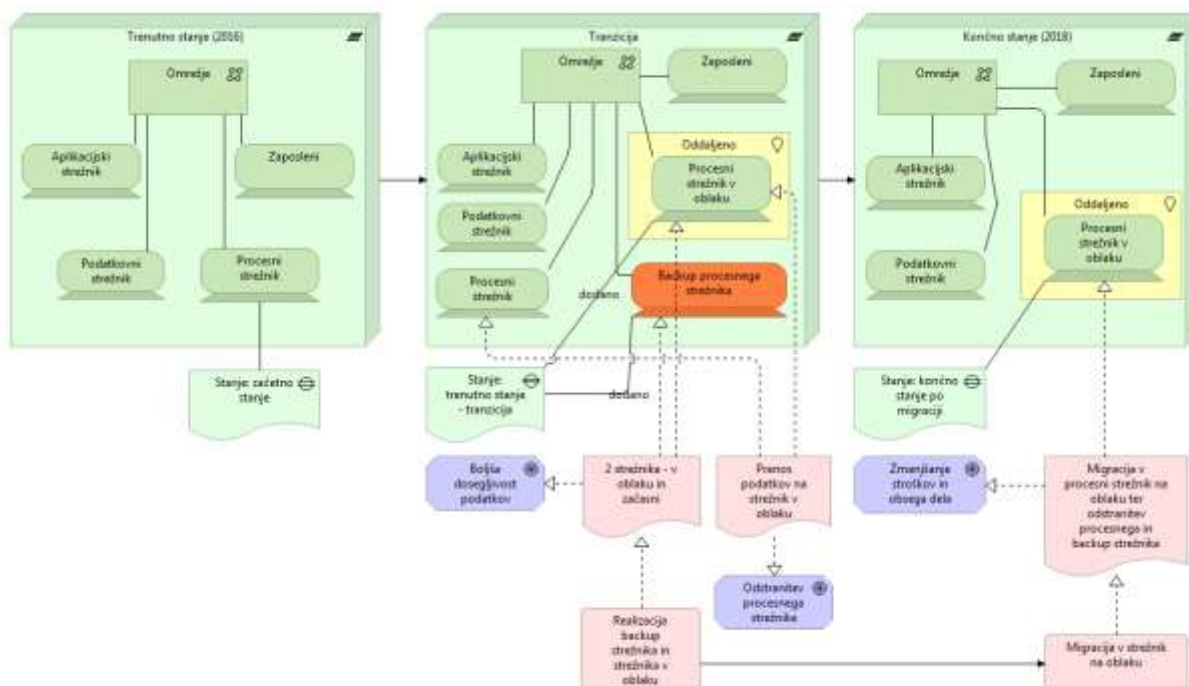 Trenutno stanje (2016)
Omrežje
Aplikacijski
strežnik
Zaposleni
Podatkovni
strežnik
Procesni
strežnik
Stanje: začetno
stanje
Tranzicija
Omrežje
Zaposleni
Aplikacijski
strežnik
Oddaljeno
Procesni
strežnik v
oblaku
Podatkovni
strežnik
Procesni
strežnik
Backup procesnega
strežnika
dodano
Stanje:
trenutno stanje
- tranzicija
dodano
Končno stanje (2018)
Omrežje
Zaposleni
Aplikacijski
strežnik
Oddaljeno
Procesni
strežnik v
oblaku
Podatkovni
strežnik
Stanje: končno
stanje po
migraciji
Boljša
dosegljivost
podatkov
2 strežnika - v
oblaku in
začasni
Prenos
podatkov na
strežnik v
oblaku
Zmanjšanje
stroškov in
obsega dela
Migracija v
procesni strežnik na
oblaku ter
odstranitev
procesnega in
backup strežnika
Odstranitev
procesnega
strežnika
Realizacija
backup
strežnika in
strežnika v
oblaku
Migracija v strežnik
na oblaku